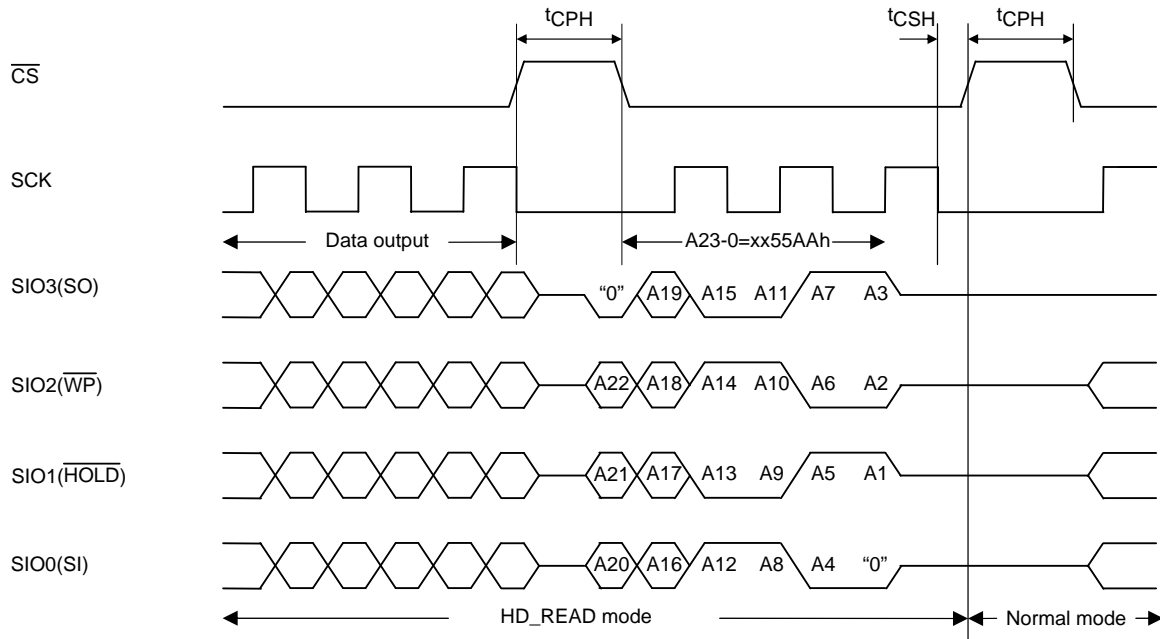 tCPH tCSH tCPH
CS
SCK
Data output A23-0=xx55AAh
SIO3(SO) “0” A19 A15 A11 A7 A3
SIO2(WP) A22 A18 A14 A10 A6 A2
SIO1(HOLD) A21 A17 A13 A9 A5 A1
SIO0(SI) A20 A16 A12 A8 A4 “0”
HD_READ mode Normal mode